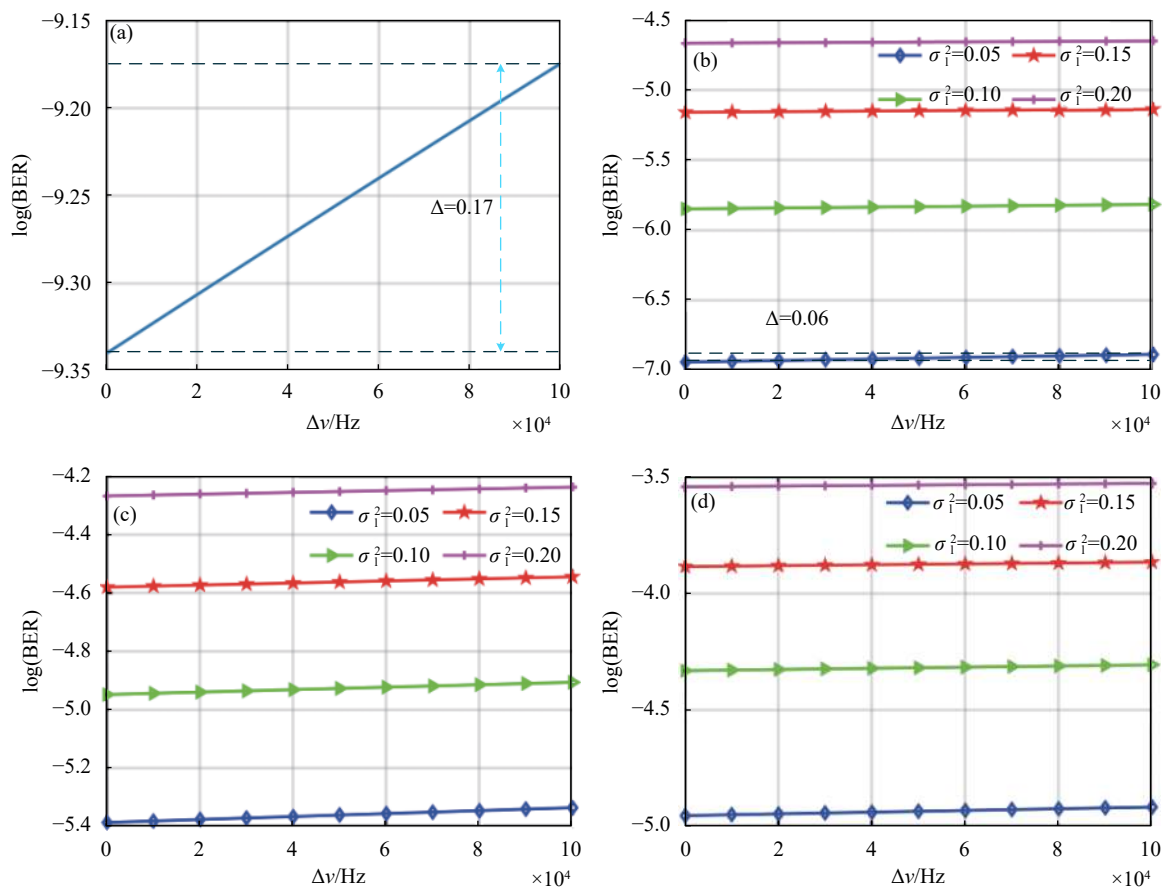 (a)
−9.15
−9.20
−9.25
−9.30
−9.35
log(BER)
Δ=0.17
0 2 4 6 8 10
Δv/Hz ×10⁴
(b)
−4.5
−5.0
−5.5
−6.0
−6.5
−7.0
log(BER)
σ₁²=0.05 σ₁²=0.15
σ₁²=0.10 σ₁²=0.20
Δ=0.06
0 2 4 6 8 10
Δv/Hz ×10⁴
(c)
−4.2
−4.4
−4.6
−4.8
−5.0
−5.2
−5.4
log(BER)
σ₁²=0.05 σ₁²=0.15
σ₁²=0.10 σ₁²=0.20
0 2 4 6 8 10
Δv/Hz ×10⁴
(d)
−3.5
−4.0
−4.5
−5.0
log(BER)
σ₁²=0.05 σ₁²=0.15
σ₁²=0.10 σ₁²=0.20
0 2 4 6 8 10
Δv/Hz ×10⁴